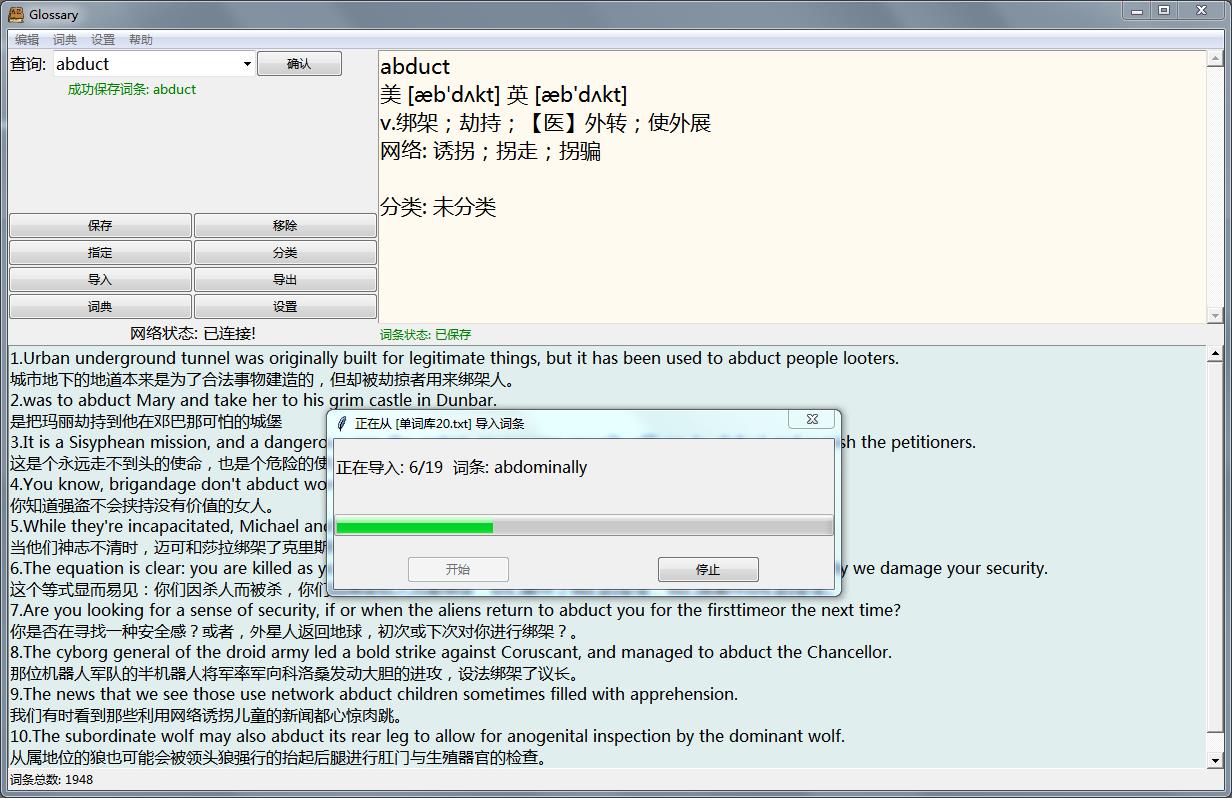 Glossary
编辑 词典 设置 帮助
查询: abduct 确认
成功保存词条: abduct
保存 移除
指定 分类
导入 导出
词典 设置
网络状态: 已连接!
abduct
美 [æb'dʌkt] 英 [æb'dʌkt]
v.绑架；劫持；【医】外转；使外展
网络: 诱拐；拐走；拐骗
分类: 未分类
词条状态: 已保存
1.Urban underground tunnel was originally built for legitimate things, but it has been used to abduct people looters.
城市地下的地道本来是为了合法事物建造的，但却被劫掠者用来绑架人。
2.was to abduct Mary and take her to his grim castle in Dunbar.
是把玛丽劫持到他在邓巴那可怕的城堡
3.It is a Sisyphean mission, and a dangero sh the petitioners.
这是个永远走不到头的使命，也是个危险的使
4.You know, brigandage don't abduct wo
你知道强盗不会挟持没有价值的女人。
5.While they're incapacitated, Michael and
当他们神志不清时，迈可和莎拉绑架了克里斯
6.The equation is clear: you are killed as y y we damage your security.
这个等式显而易见：你们因杀人而被杀，你们
7.Are you looking for a sense of security, if or when the aliens return to abduct you for the firsttimeor the next time?
你是否在寻找一种安全感？或者，外星人返回地球，初次或下次对你进行绑架？。
8.The cyborg general of the droid army led a bold strike against Coruscant, and managed to abduct the Chancellor.
那位机器人军队的半机器人将军率军向科洛桑发动大胆的进攻，设法绑架了议长。
9.The news that we see those use network abduct children sometimes filled with apprehension.
我们有时看到那些利用网络诱拐儿童的新闻都心惊肉跳。
10.The subordinate wolf may also abduct its rear leg to allow for anogenital inspection by the dominant wolf.
从属地位的狼也可能会被领头狼强行的抬起后腿进行肛门与生殖器官的检查。
词条总数: 1948
正在从 [单词库20.txt] 导入词条
正在导入: 6/19 词条: abdominally
开始 停止